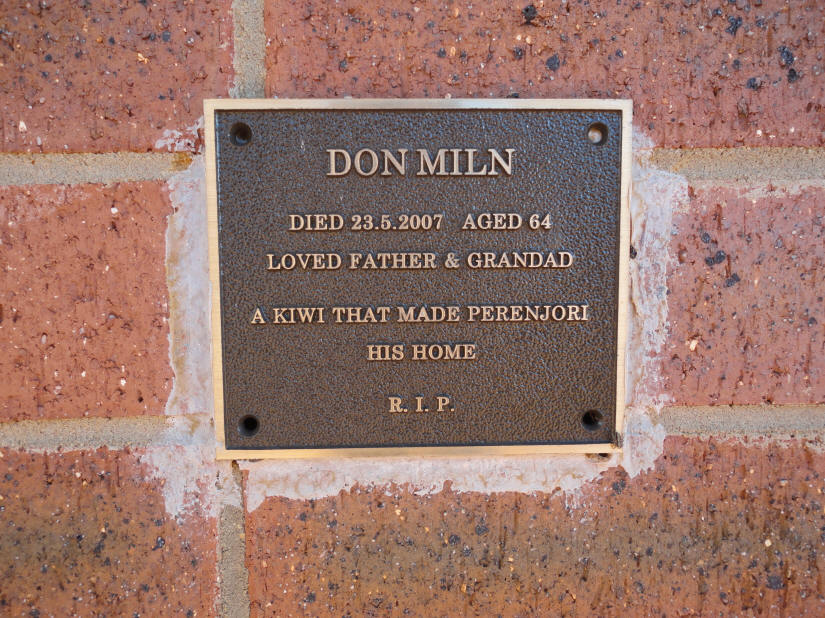 DON MILN
DIED 23.5.2007 AGED 64
LOVED FATHER & GRANDAD
A KIWI THAT MADE PERENJORI
HIS HOME
R. I. P.